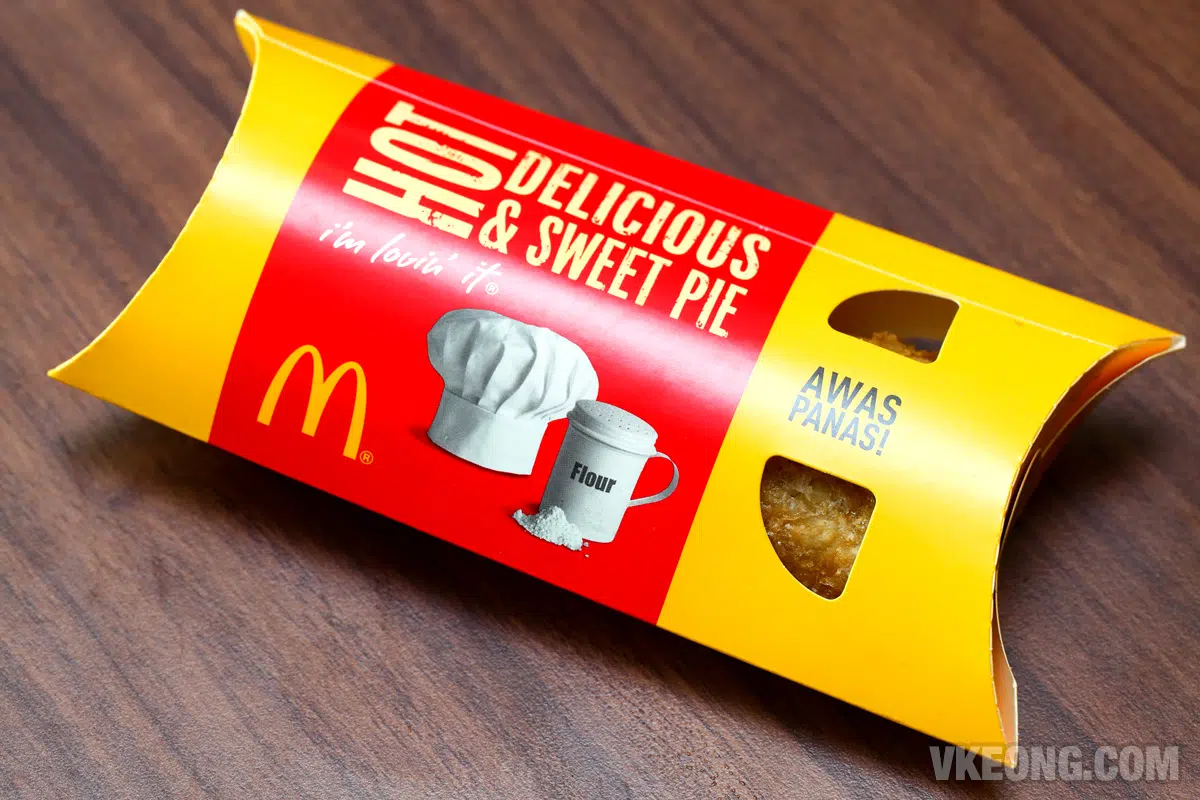 HOT
DELICIOUS
& SWEET PIE
i'm lovin' it®
M®
Flour
AWAS
PANAS!
VKEONG.COM